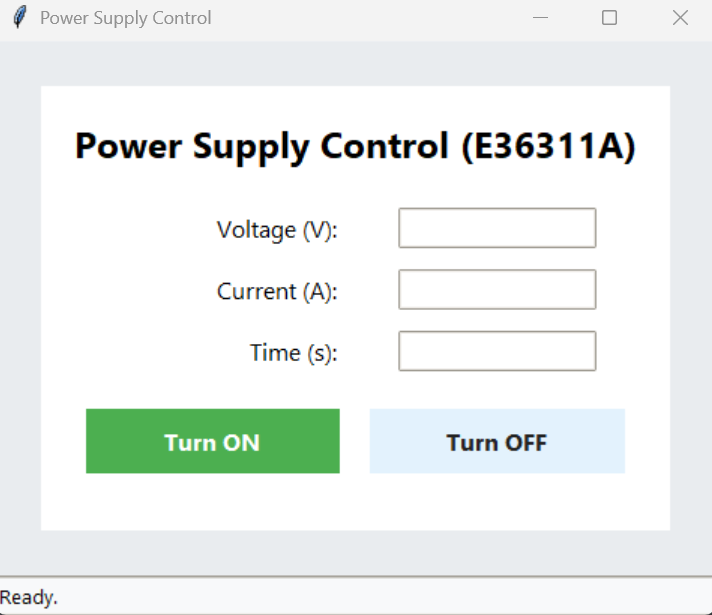 Power Supply Control
Power Supply Control (E36311A)
Voltage (V):
Current (A):
Time (s):
Turn ON
Turn OFF
Ready.